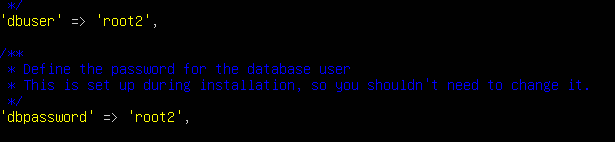 */
'dbuser' => 'root2',
/**
* Define the password for the database user
* This is set up during installation, so you shouldn't need to change it.
*/
'dbpassword' => 'root2',